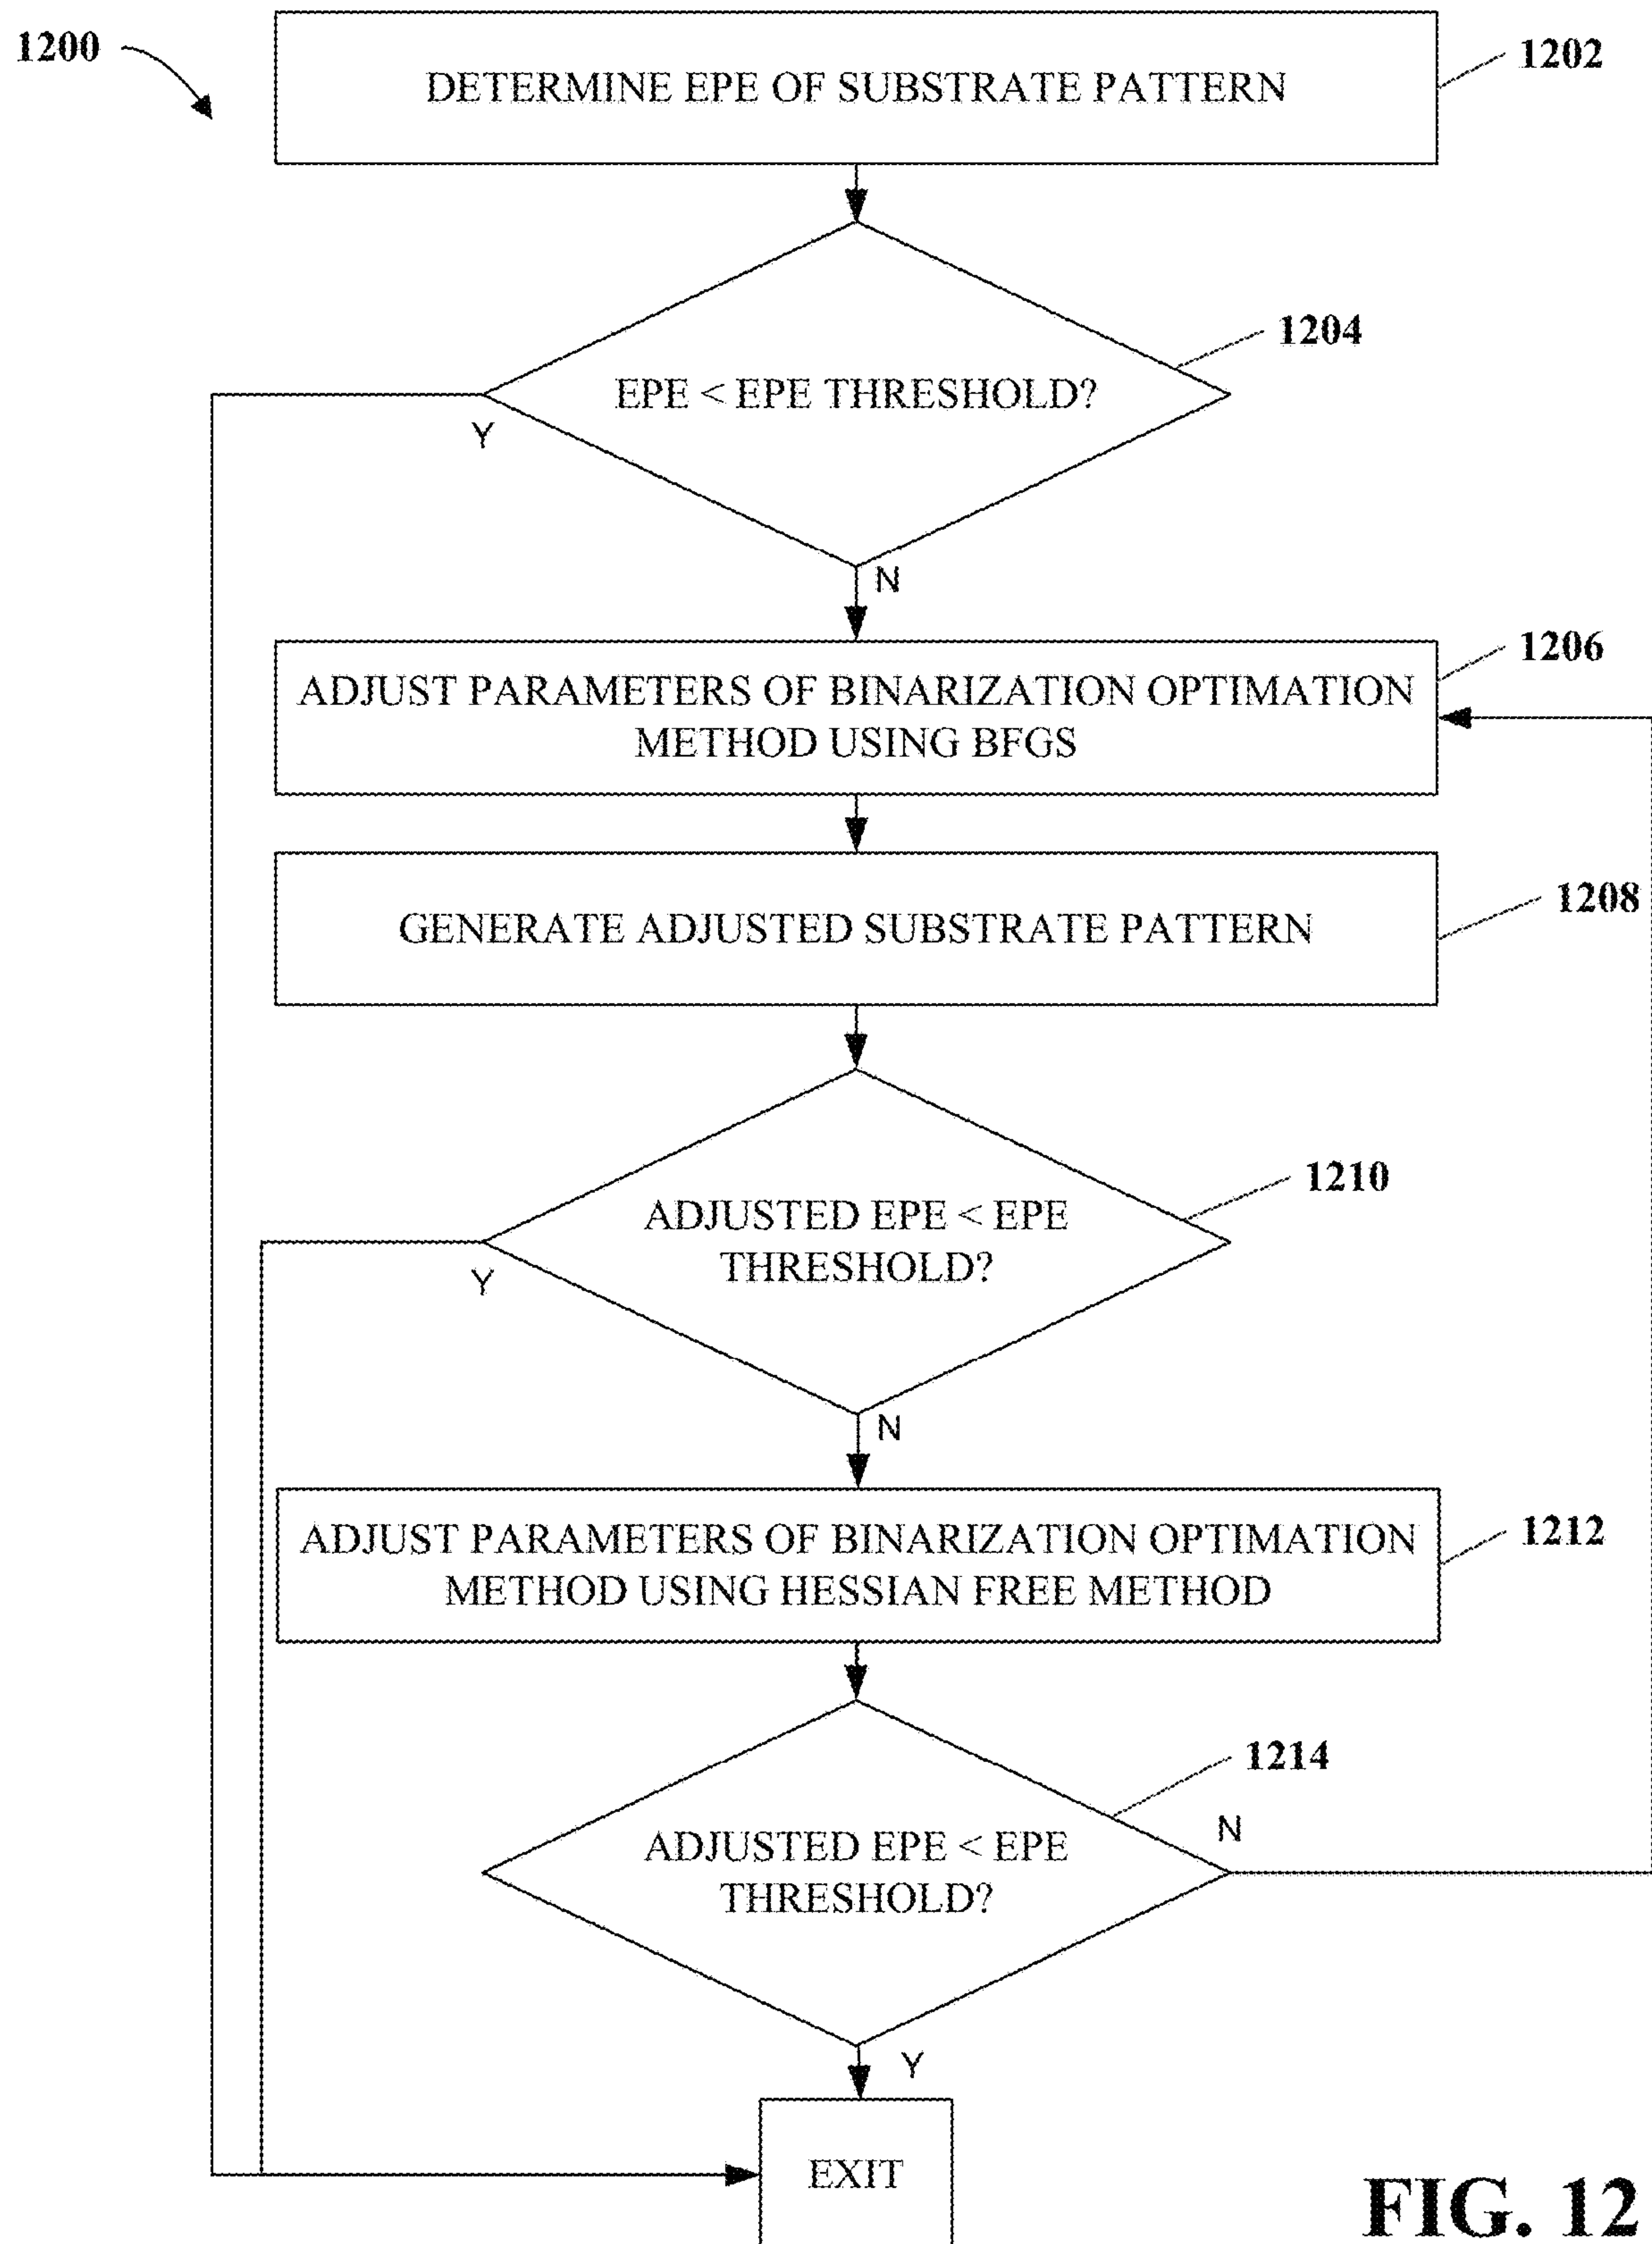 1200
DETERMINE EPE OF SUBSTRATE PATTERN
1202
EPE < EPE THRESHOLD?
1204
Y
N
ADJUST PARAMETERS OF BINARIZATION OPTIMATION
METHOD USING BFGS
1206
GENERATE ADJUSTED SUBSTRATE PATTERN
1208
ADJUSTED EPE < EPE
THRESHOLD?
1210
Y
N
ADJUST PARAMETERS OF BINARIZATION OPTIMATION
METHOD USING HESSIAN FREE METHOD
1212
ADJUSTED EPE < EPE
THRESHOLD?
1214
N
Y
EXIT
FIG. 12